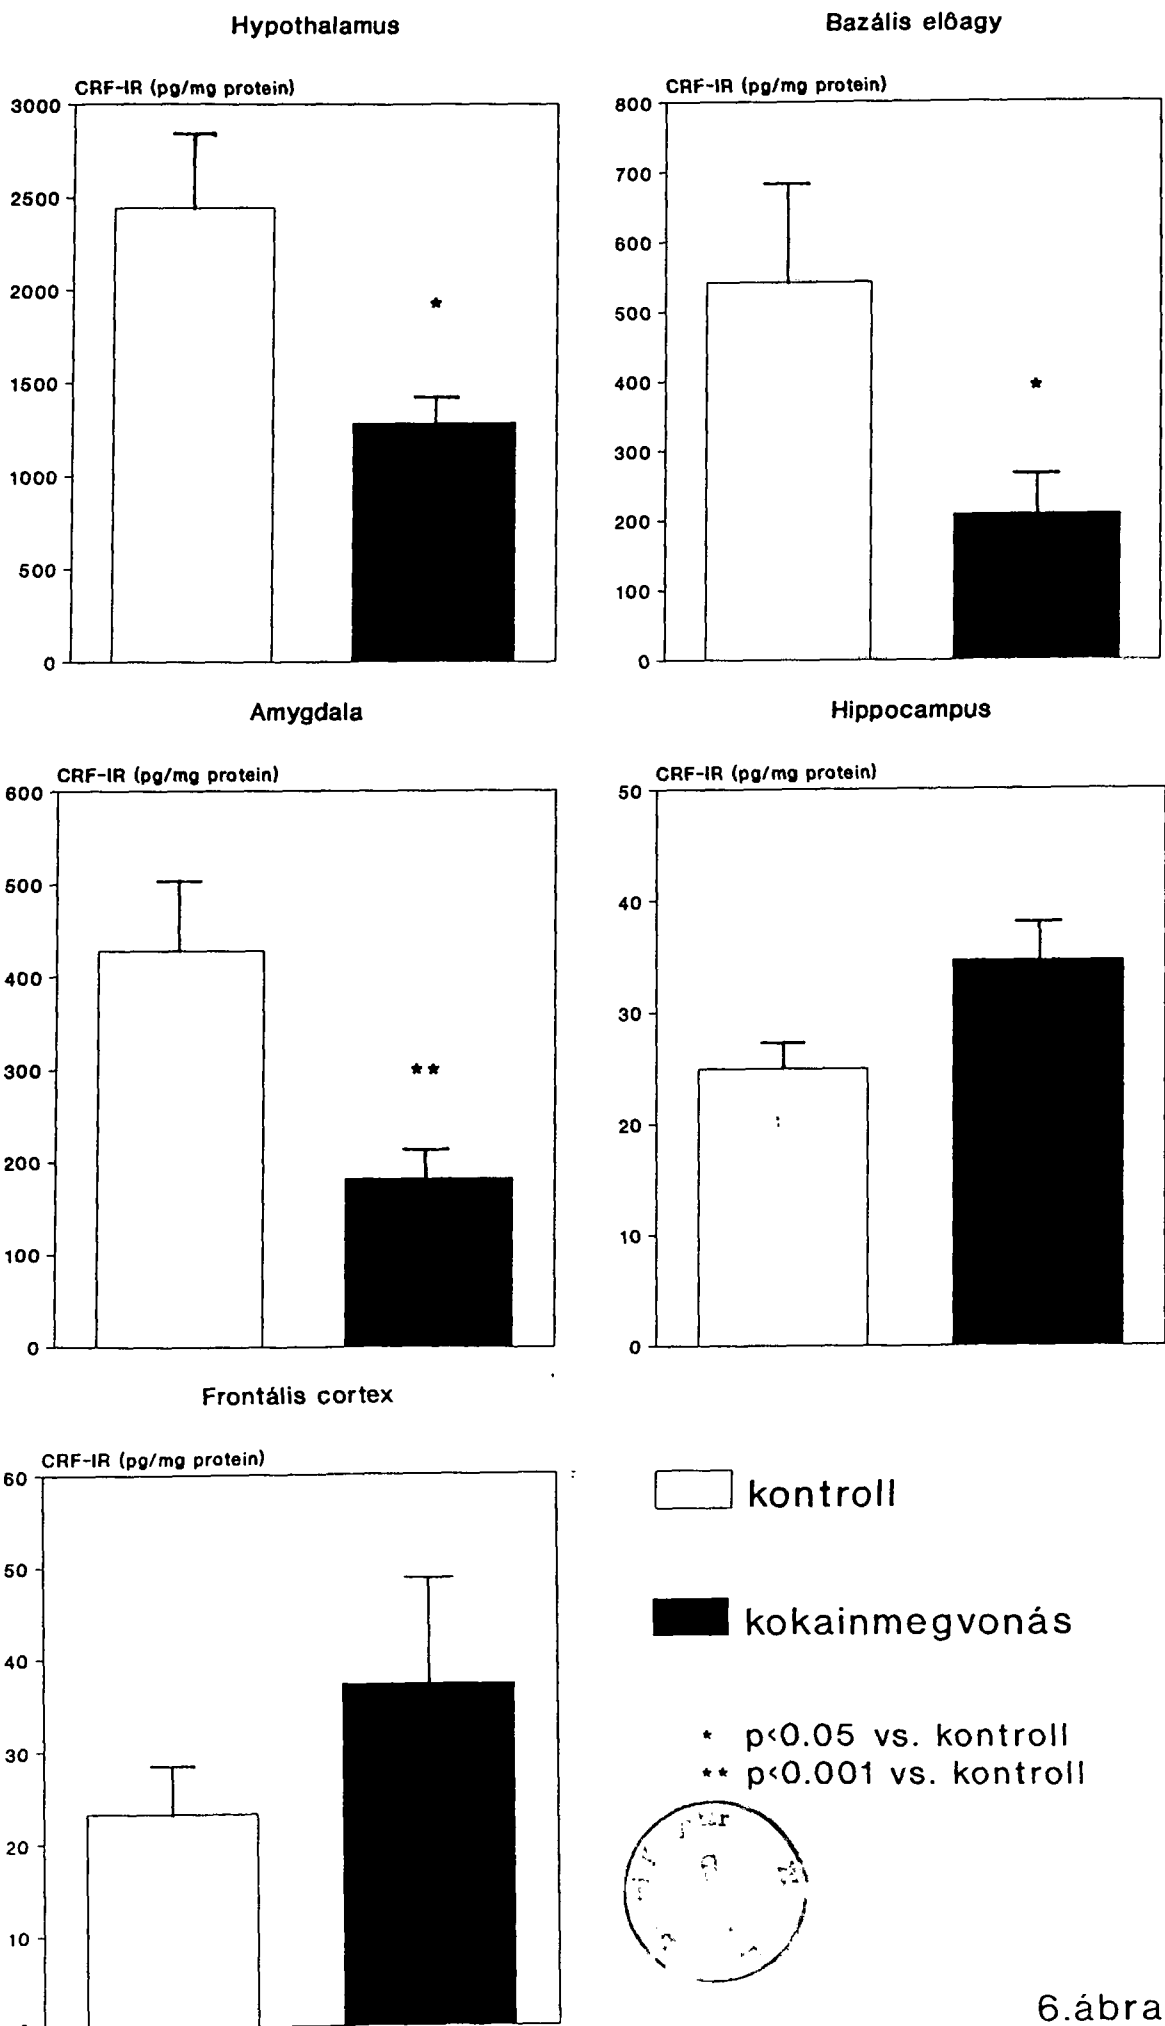 Hypothalamus
CRF-IR (pg/mg protein)
3000
2500
2000
1500
1000
500
0
*
Bazális elôagy
CRF-IR (pg/mg protein)
800
700
600
500
400
300
200
100
0
*
Amygdala
CRF-IR (pg/mg protein)
600
500
400
300
200
100
0
**
Hippocampus
CRF-IR (pg/mg protein)
50
40
30
20
10
0
Frontális cortex
CRF-IR (pg/mg protein)
60
50
40
30
20
10
kontroll
kokainmegvonás
* p<0.05 vs. kontroll
** p<0.001 vs. kontroll
6.ábra